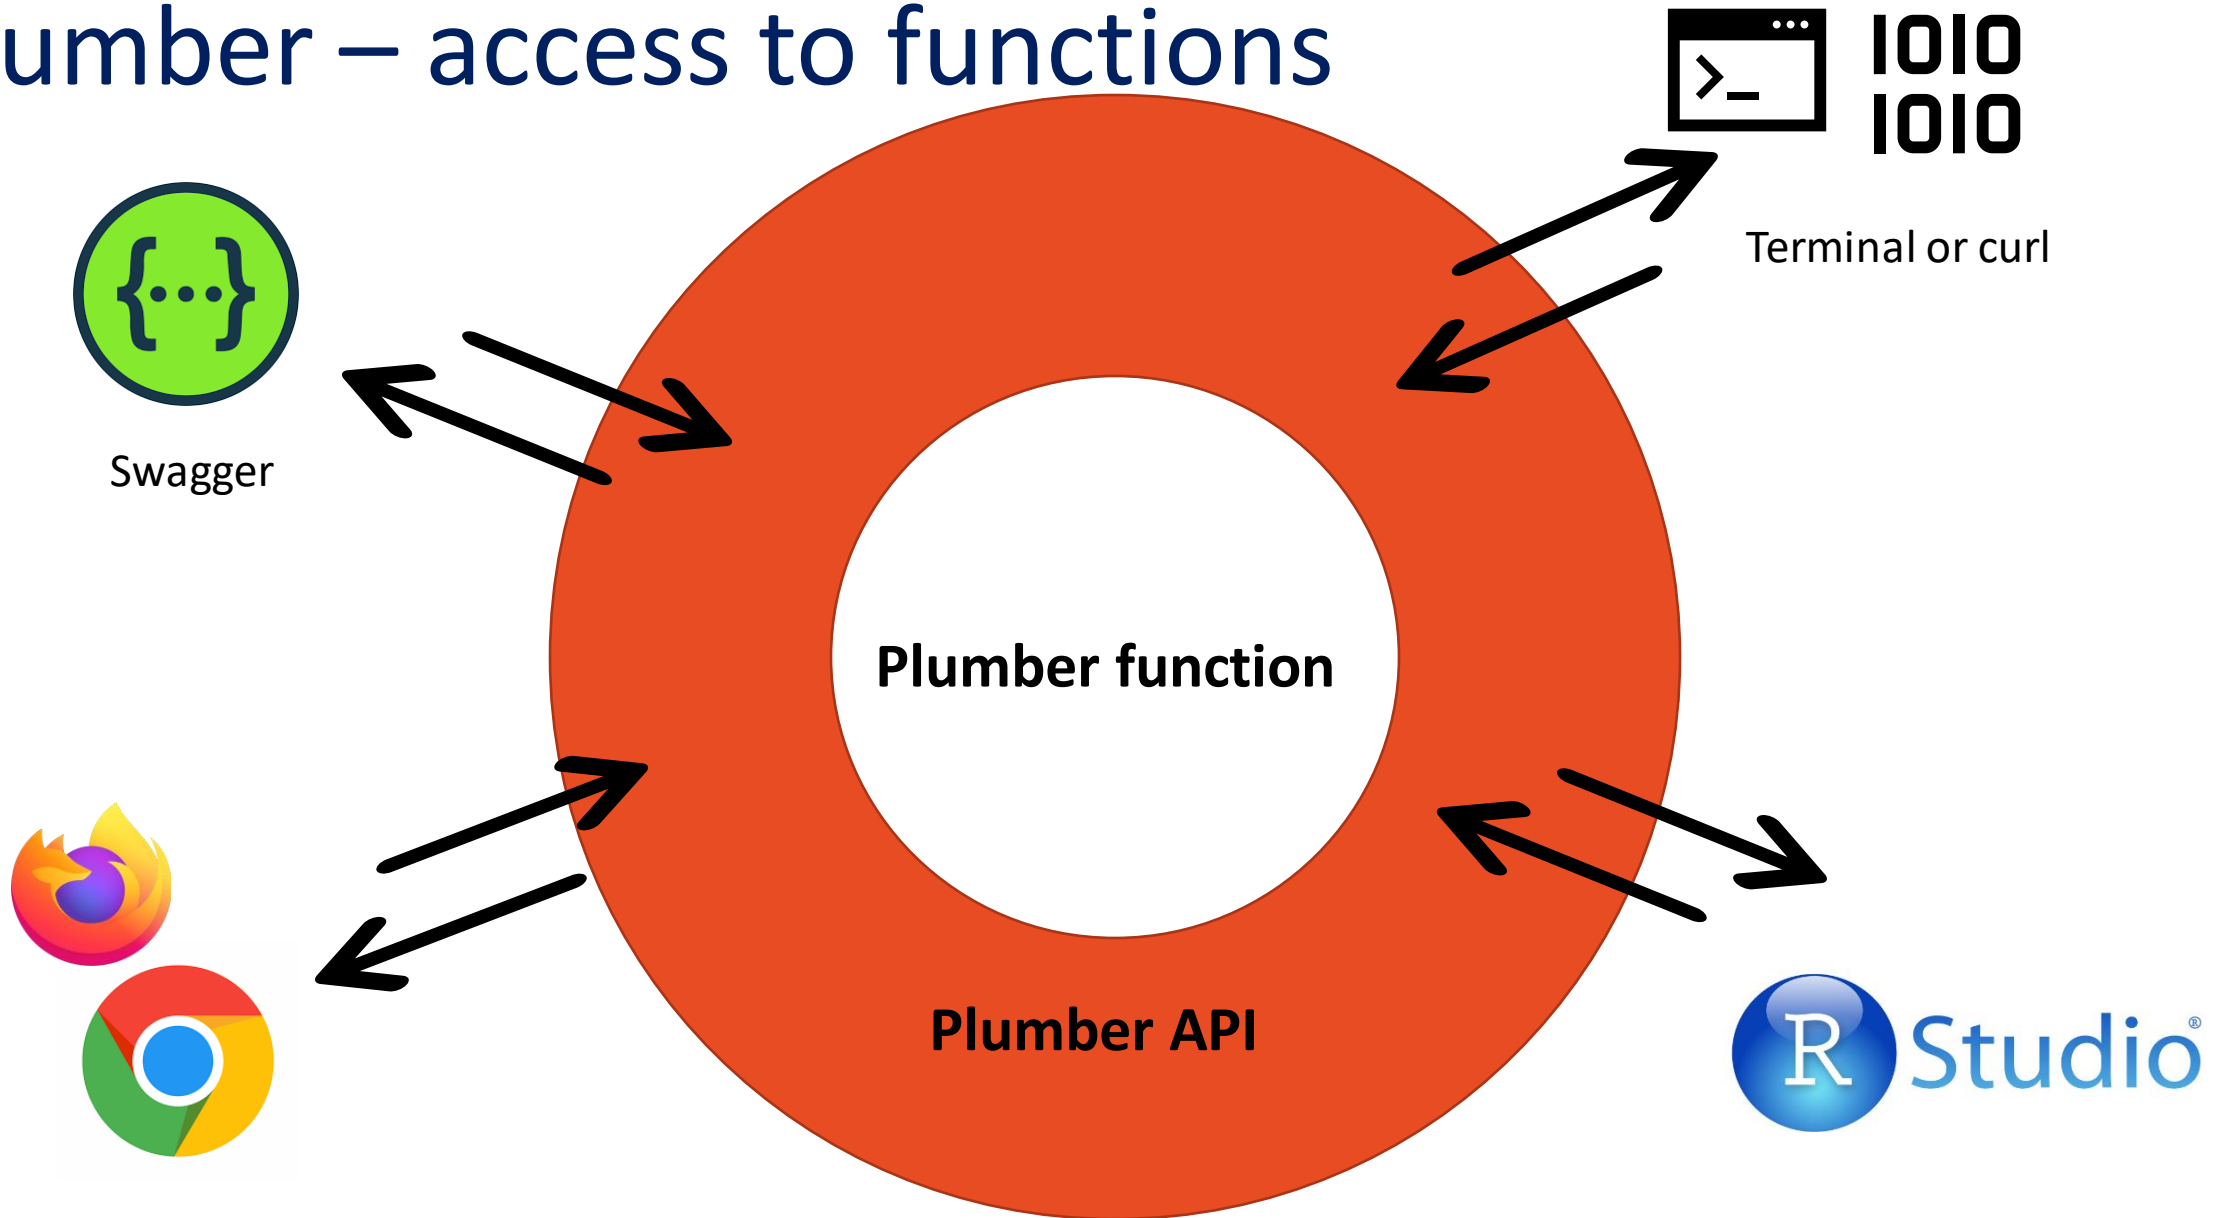 umber – access to functions
>_
1010
1010
Terminal or curl
{...}
Swagger
Plumber function
Plumber API
R Studio®